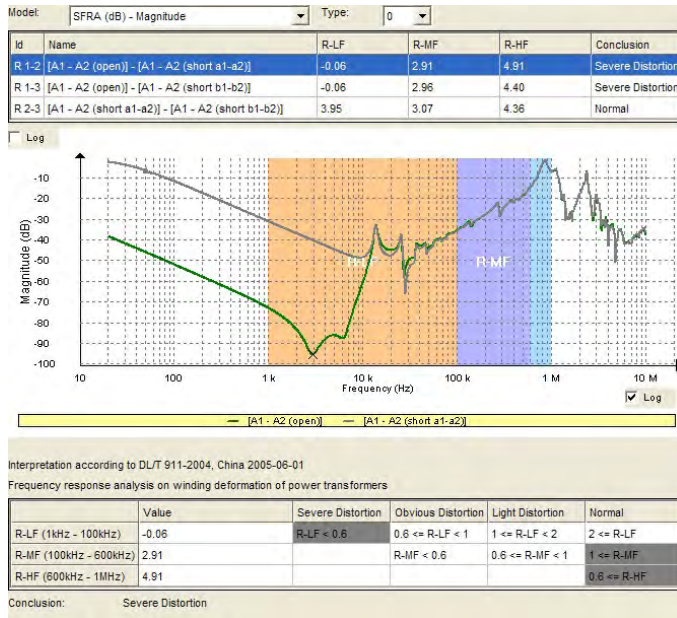 Model: SFRA (dB) - Magnitude Type: 0
Id Name R-LF R-MF R-HF Conclusion
R 1-2 [A1 - A2 (open)] - [A1 - A2 (short a1-a2)] -0.06 2.91 4.91 Severe Distortion
R 1-3 [A1 - A2 (open)] - [A1 - A2 (short b1-b2)] -0.06 2.96 4.40 Severe Distortion
R 2-3 [A1 - A2 (short a1-a2)] - [A1 - A2 (short b1-b2)] 3.95 3.07 4.36 Normal
Log
-10
-20
-30
-40
-50
-60
-70
-80
-90
-100
Magnitude (dB)
R-MF
10 100 1 k 10 k 100 k 1 M 10 M
Frequency (Hz)
Log
[A1 - A2 (open)] [A1 - A2 (short a1-a2)]
Interpretation according to DL/T 911-2004, China 2005-06-01
Frequency response analysis on winding deformation of power transformers
Value Severe Distortion Obvious Distortion Light Distortion Normal
R-LF (1kHz - 100kHz) -0.06 R-LF < 0.6 0.6 <= R-LF < 1 1 <= R-LF < 2 2 <= R-LF
R-MF (100kHz - 600kHz) 2.91 R-MF < 0.6 0.6 <= R-MF < 1 1 <= R-MF
R-HF (600kHz - 1MHz) 4.91 0.6 <= R-HF
Conclusion: Severe Distortion